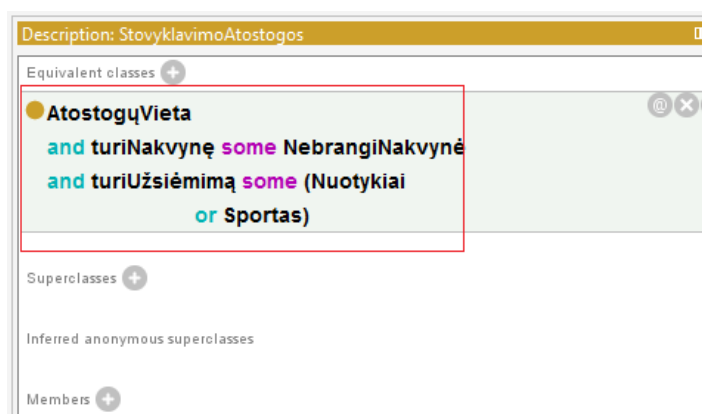 Description: StovyklavimoAtostogos
Equivalent classes
AtostogųVieta
and turiNakvynę some NebrangiNakvynė
and turiUžsiėmimą some (Nuotykiai
or Sportas)
Superclasses
Inferred anonymous superclasses
Members